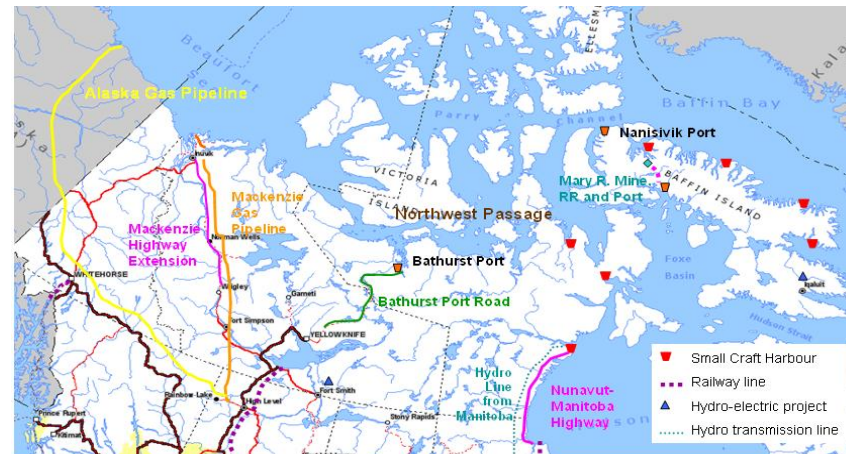 Beaufort
Alaska Gas Pipeline
ELLESM
Kala
Baffin Bay
Parry Channel
Nanisivik Port
Inuvik
VICTORIA
ISLAND
Mary R. Mine
RR and Port
BAFFIN ISLAND
Mackenzie
Gas
Pipeline
Northwest Passage
Mackenzie
Highway
Extension
Norman Wells
Bathurst Port
Foxe
Basin
Iqaluit
WHITEHORSE
Wrigley
Gameti
Bathurst Port Road
Hudson Strait
Fort Simpson
YELLOWKNIFE
Hydro
Line
from
Manitoba
Nunavut-
Manitoba
Highway
Fort Smith
Rainbow Lake
High Level
Stony Rapids
Prince Rupert
Kitimat
Small Craft Harbour
Railway line
Hydro-electric project
Hydro transmission line